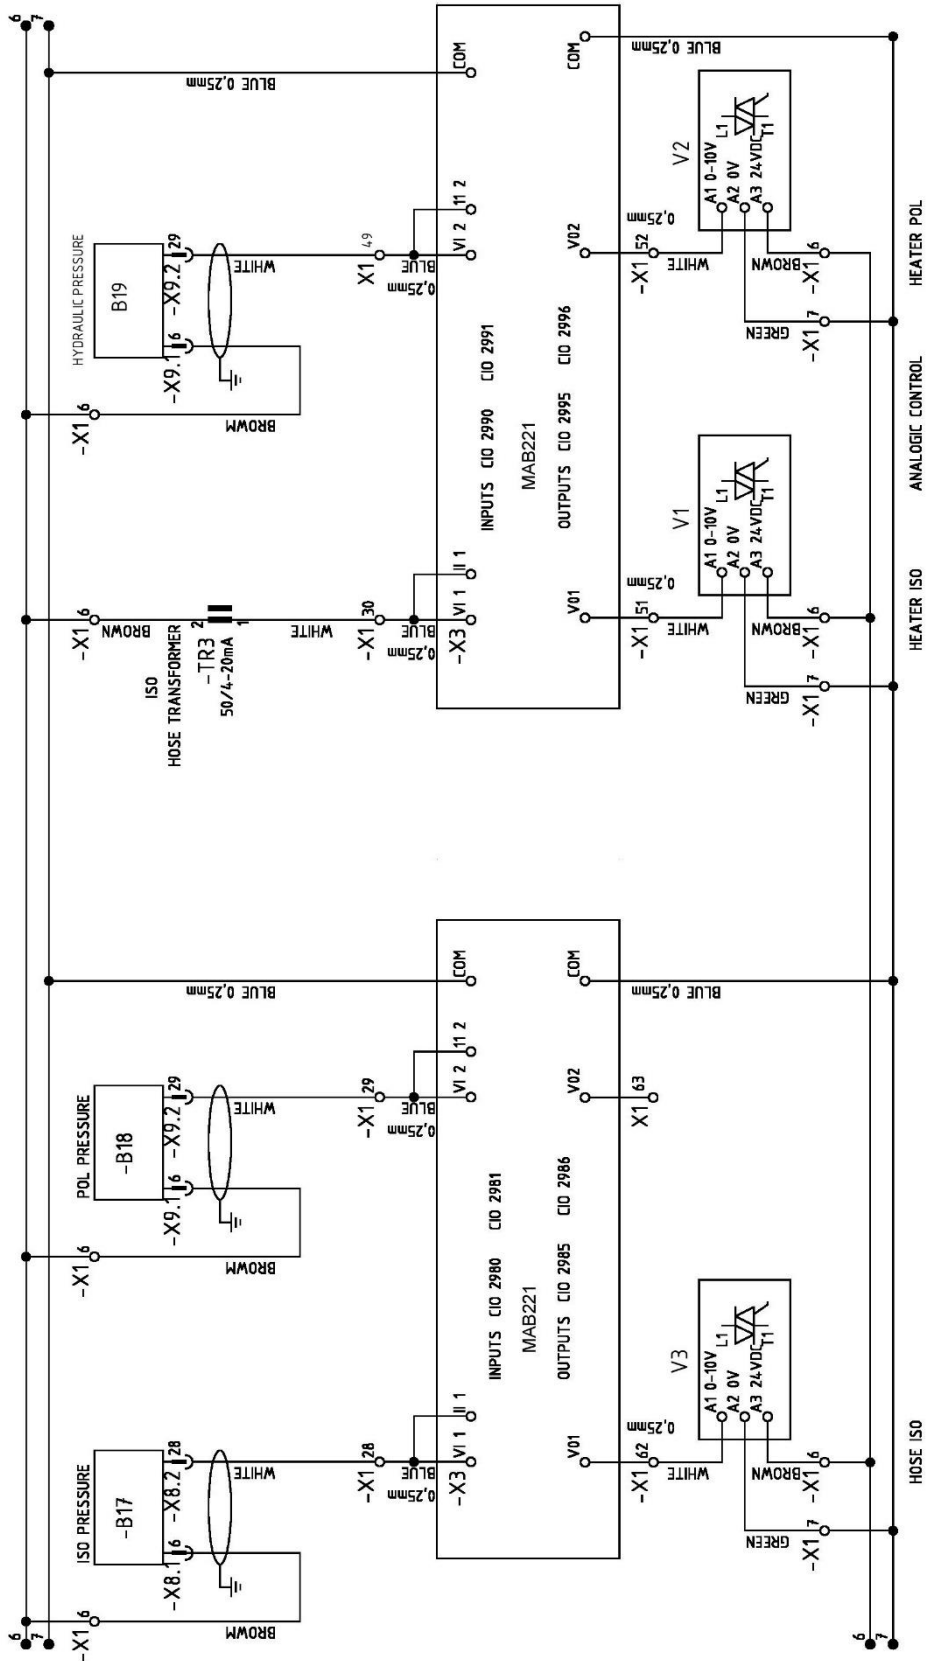 6
7
-X1 6
BROWM
ISO PRESSURE
-B17
-X8.1 6
-X8.2 28
WHITE
-X1 28
BLUE
0,25mm
-X3
VI 1
II 1
-X1 6
BROWM
POL PRESSURE
-B18
-X9.1 6
-X9.2 29
WHITE
-X1 29
BLUE
0,25mm
VI 2
11 2
BLUE 0,25mm
COM
INPUTS CIO 2980 CIO 2981
MAB221
OUTPUTS CIO 2985 CIO 2986
V01
V02
COM
0,25mm
-X1 62
WHITE
X1 63
BLUE 0,25mm
V3
A1 0-10V
A2 0V
A3 24VDC
L1
T1
GREEN
BROWN
-X1 7
-X1 6
6
7
HOSE ISO
-X1 6
BROWN
ISO
HOSE TRANSFORMER
-TR3
50/4-20mA
2
1
WHITE
-X1 30
BLUE
0,25mm
-X3
VI 1
II 1
-X1 6
BROWM
HYDRAULIC PRESSURE
B19
-X9.1 6
-X9.2 29
WHITE
X1 49
BLUE
0,25mm
VI 2
11 2
BLUE 0,25mm
COM
6
7
INPUTS CIO 2990 CIO 2991
MAB221
OUTPUTS CIO 2995 CIO 2996
V01
V02
COM
0,25mm
-X1 51
WHITE
V1
A1 0-10V
A2 0V
A3 24VDC
L1
T1
GREEN
BROWN
-X1 7
-X1 6
0,25mm
-X1 52
WHITE
V2
A1 0-10V
A2 0V
A3 24VDC
L1
T1
GREEN
BROWN
-X1 7
-X1 6
BLUE 0,25mm
HEATER ISO
ANALOGIC CONTROL
HEATER POL